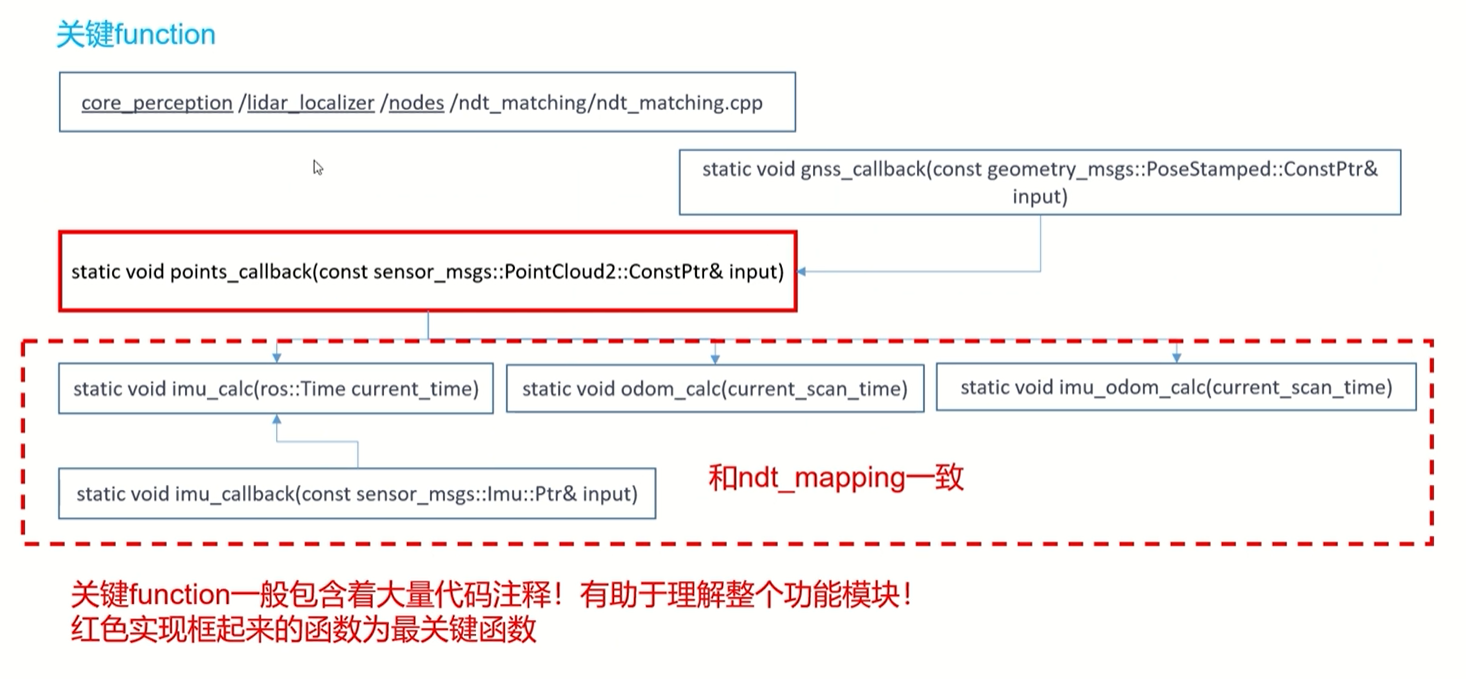 关键function
core_perception /lidar_localizer /nodes /ndt_matching/ndt_matching.cpp
static void gnss_callback(const geometry_msgs::PoseStamped::ConstPtr&
input)
static void points_callback(const sensor_msgs::PointCloud2::ConstPtr& input)
static void imu_calc(ros::Time current_time)
static void odom_calc(current_scan_time)
static void imu_odom_calc(current_scan_time)
和ndt_mapping一致
static void imu_callback(const sensor_msgs::Imu::Ptr& input)
关键function一般包含着大量代码注释！有助于理解整个功能模块！
红色实现框起来的函数为最关键函数